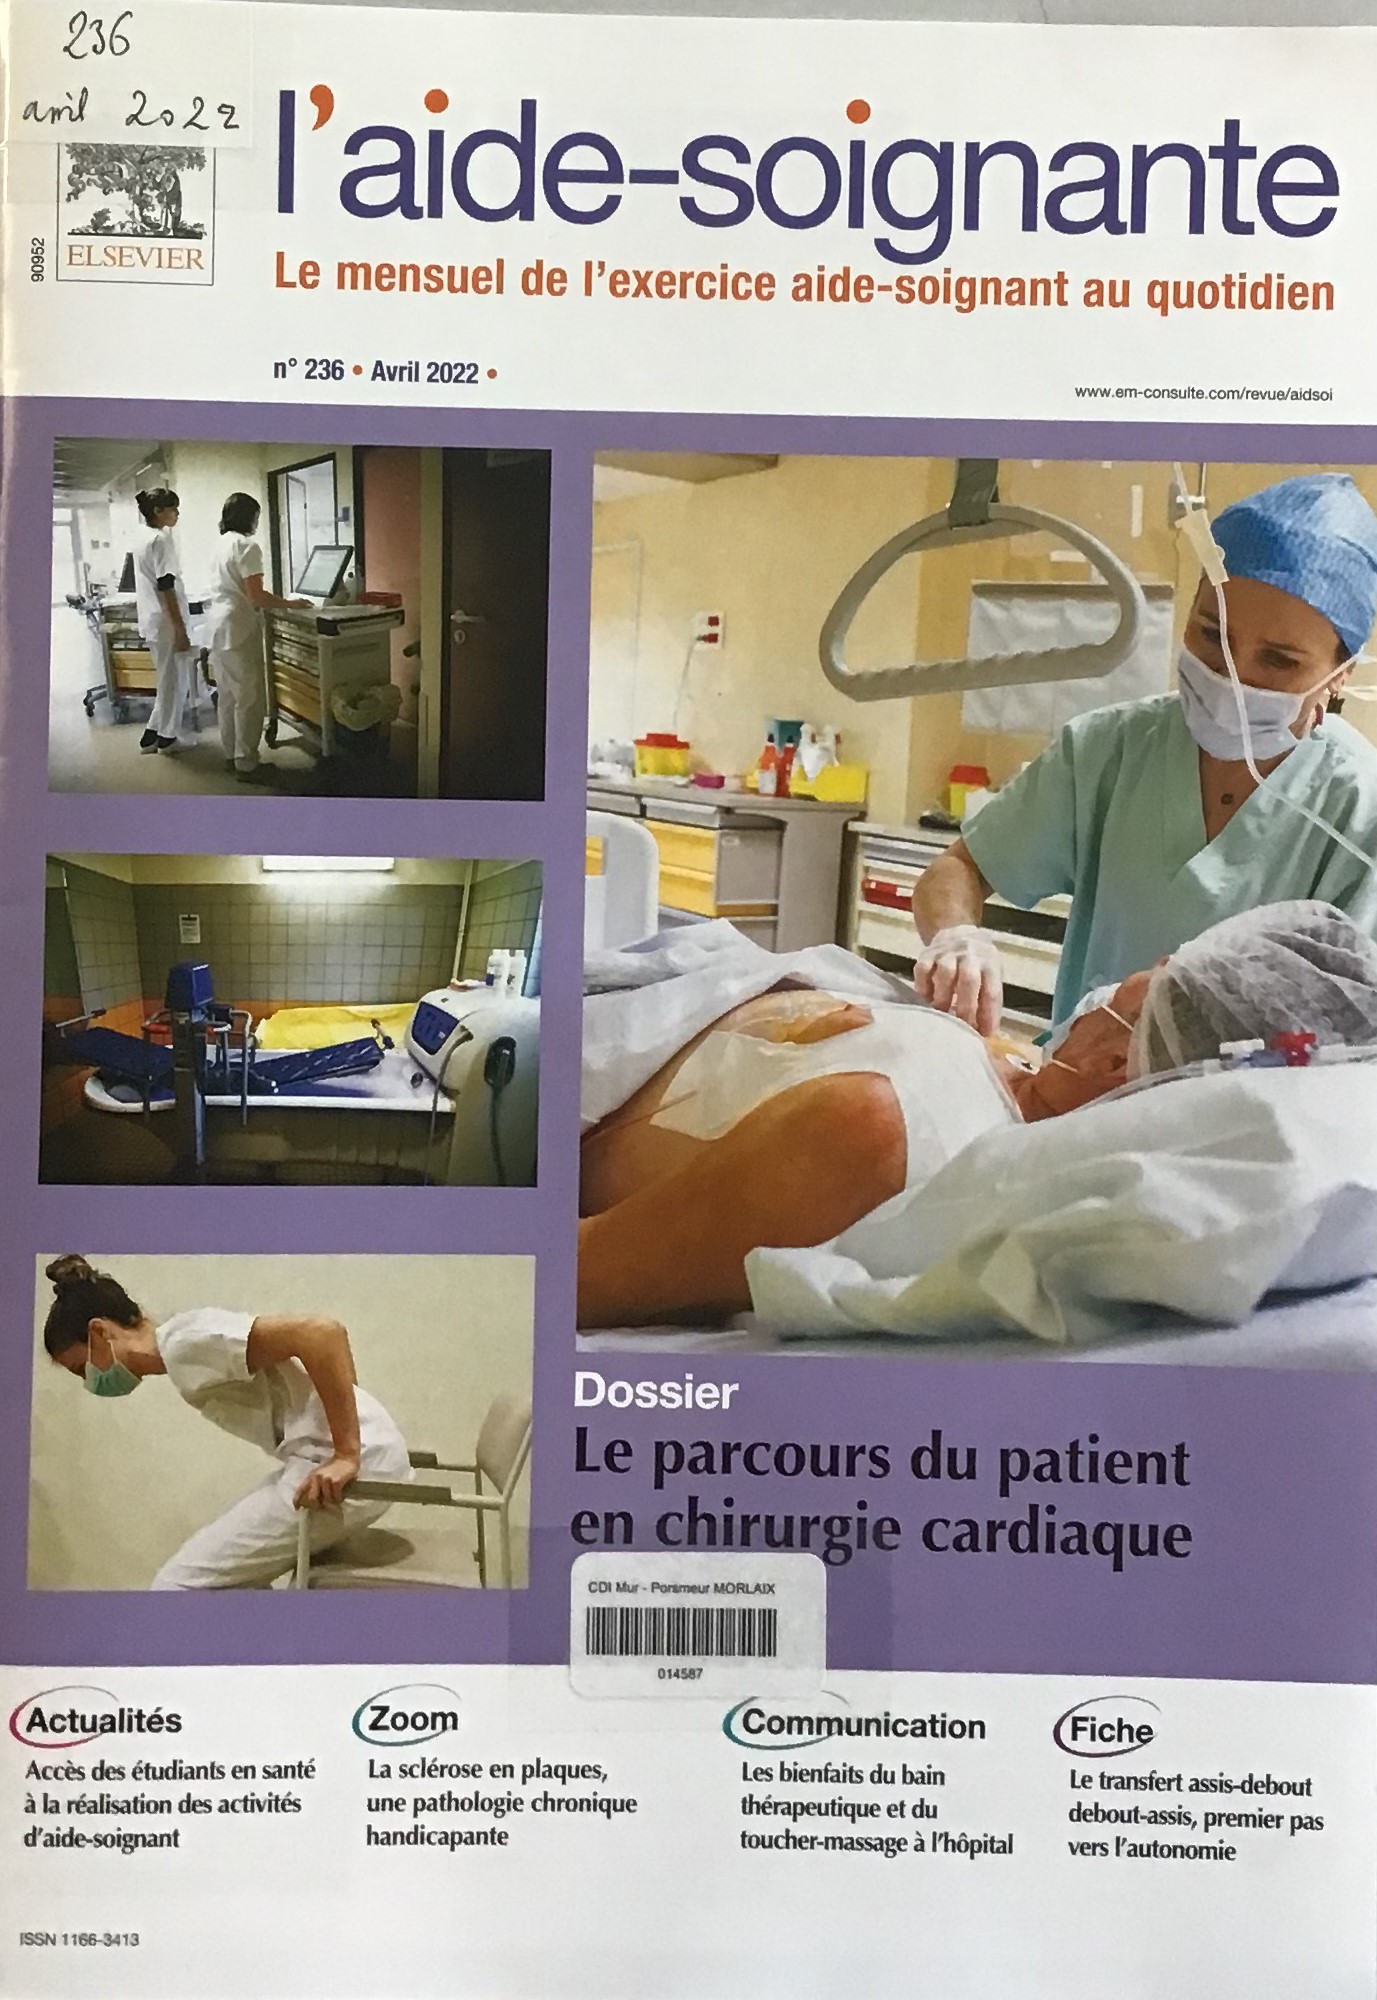 236
avril 2022
l'aide-soignante
ELSEVIER
90952
Le mensuel de l'exercice aide-soignant au quotidien
n° 236 • Avril 2022 •
www.em-consulte.com/revue/aidsoi
Dossier
Le parcours du patient
en chirurgie cardiaque
CDI Mur - Porsmeur MORLAIX
014587
Actualités
Accès des étudiants en santé
à la réalisation des activités
d'aide-soignant
Zoom
La sclérose en plaques,
une pathologie chronique
handicapante
Communication
Les bienfaits du bain
thérapeutique et du
toucher-massage à l'hôpital
Fiche
Le transfert assis-debout
debout-assis, premier pas
vers l'autonomie
ISSN 1166-3413